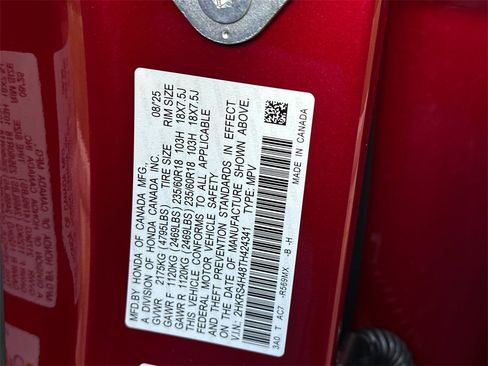 MFD.BY HONDA OF CANADA MFG. 08/25
A DIVISION OF HONDA CANADA INC.
GVWR 2175KG (4795LBS) TIRE SIZE RIM SIZE
GAWR F 1120KG (2469LBS) 235/60R18 103H 18X7.5J
GAWR R 1120KG (2469LBS) 235/60R18 103H 18X7.5J
THIS VEHICLE CONFORMS TO ALL APPLICABLE
FEDERAL MOTOR VEHICLE SAFETY,
AND THEFT PREVENTION STANDARDS IN EFFECT
ON THE DATE OF MANUFACTURE SHOWN ABOVE.
V.I.N.: 2HKRS4H48TH424341 TYPE: MPV
3A0 T AC7 R569MX -B -H
MADE IN CANADA